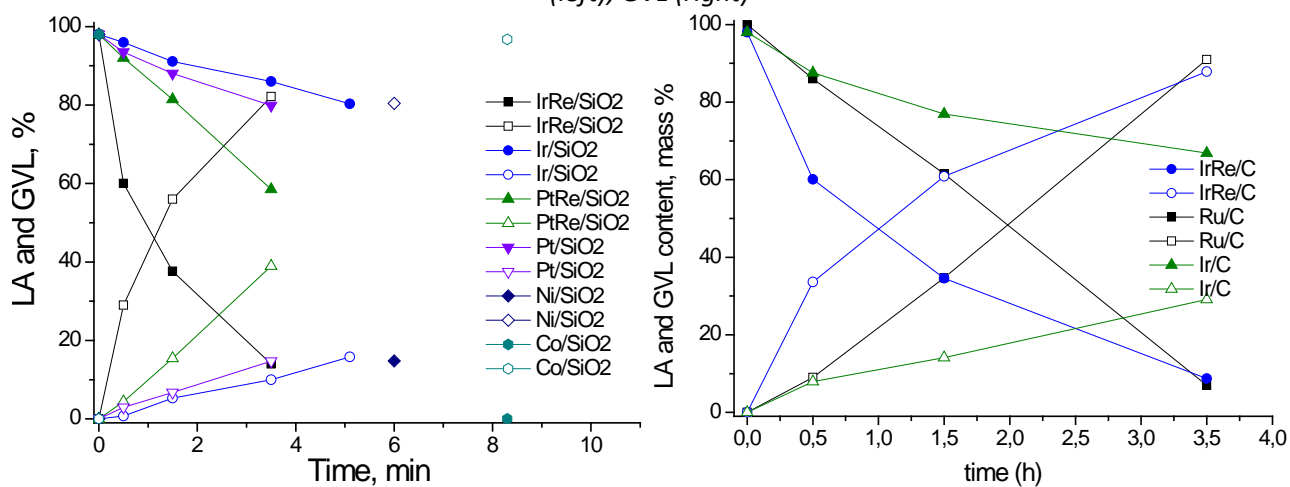 (left), GVL (right)
LA and GVL, %
100
80
60
40
20
0
0
2
4
6
8
10
Time, min
IrRe/SiO2
IrRe/SiO2
Ir/SiO2
Ir/SiO2
PtRe/SiO2
PtRe/SiO2
Pt/SiO2
Pt/SiO2
Ni/SiO2
Ni/SiO2
Co/SiO2
Co/SiO2
LA and GVL content, mass %
100
80
60
40
20
0
0,0
0,5
1,0
1,5
2,0
2,5
3,0
3,5
4,0
time (h)
IrRe/C
IrRe/C
Ru/C
Ru/C
Ir/C
Ir/C